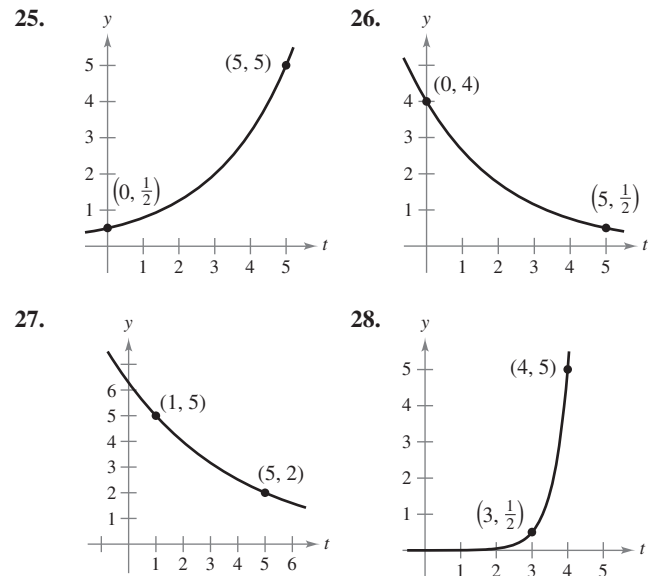 25.
y
5
4
3
2
1
(5, 5)
(0, 1/2)
1 2 3 4 5
t
26.
y
4
3
2
1
(0, 4)
(5, 1/2)
1 2 3 4 5
t
27.
y
6
5
4
3
2
1
(1, 5)
(5, 2)
1 2 3 4 5 6
t
28.
y
5
4
3
2
1
(4, 5)
(3, 1/2)
1 2 3 4 5
t